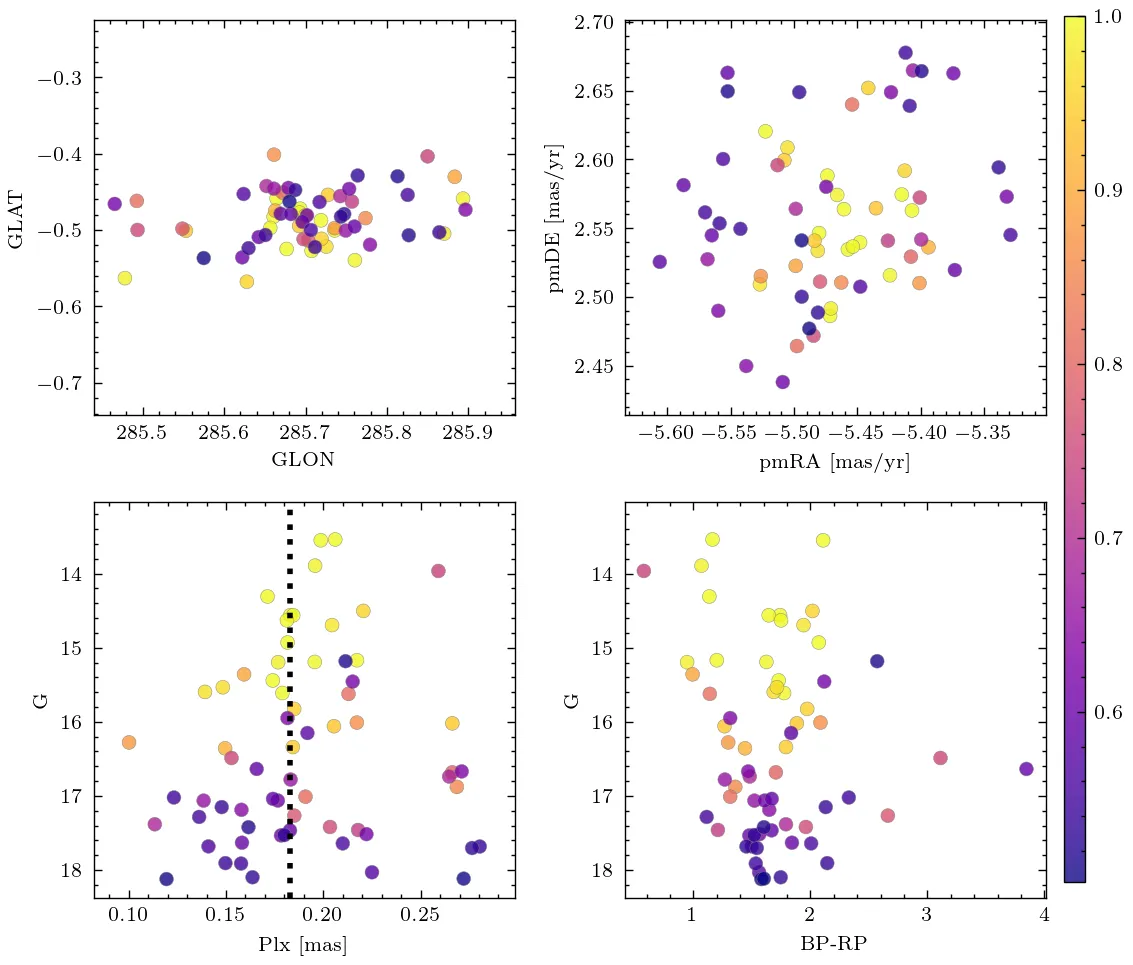 −0.3
−0.4
−0.5
−0.6
−0.7
GLAT
285.5 285.6 285.7 285.8 285.9
GLON
2.70
2.65
2.60
2.55
2.50
2.45
pmDE [mas/yr]
−5.60 −5.55 −5.50 −5.45 −5.40 −5.35
pmRA [mas/yr]
14
15
16
17
18
G
0.10 0.15 0.20 0.25
Plx [mas]
14
15
16
17
18
G
1 2 3 4
BP-RP
1.0
0.9
0.8
0.7
0.6